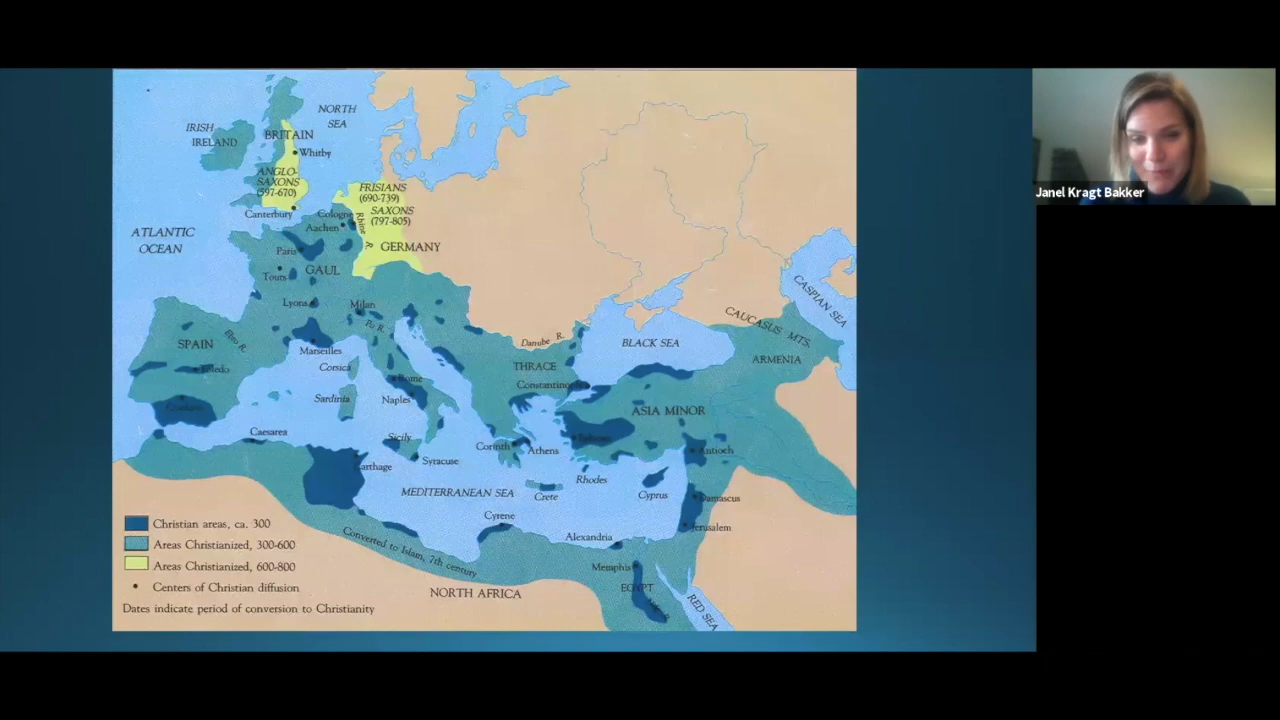 NORTH
SEA
IRISH
IRELAND
BRITAIN
Whitby
ANGLO-
SAXONS
(597-670)
FRISIANS
(690-739)
SAXONS
(797-805)
Canterbury
Cologne
Aachen
Rhine R.
GERMANY
ATLANTIC
OCEAN
Paris
Tours
GAUL
Lyons
Milan
Po R.
CASPIAN SEA
CAUCASUS MTS.
SPAIN
Ebro R.
Marseilles
Danube R.
BLACK SEA
ARMENIA
Corsica
THRACE
Toledo
Rome
Constantinople
Sardinia
Naples
ASIA MINOR
Caesarea
Sicily
Corinth
Athens
Antioch
Carthage
Syracuse
Rhodes
MEDITERRANEAN SEA
Crete
Cyprus
Damascus
Cyrene
Jerusalem
Alexandria
Converted to Islam, 7th century
Memphis
EGYPT
NORTH AFRICA
RED SEA
Christian areas, ca. 300
Areas Christianized, 300-600
Areas Christianized, 600-800
Centers of Christian diffusion
Dates indicate period of conversion to Christianity
Janel Kragt Bakker